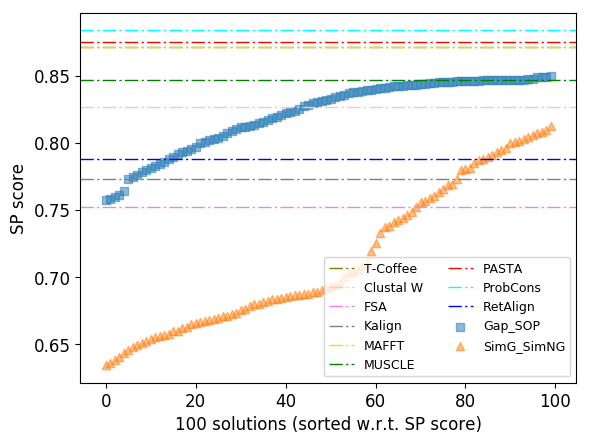 0.85
0.80
0.75
0.70
0.65
SP score
T-Coffee
Clustal W
FSA
Kalign
MAFFT
MUSCLE
PASTA
ProbCons
RetAlign
Gap_SOP
SimG_SimNG
0 20 40 60 80 100
100 solutions (sorted w.r.t. SP score)